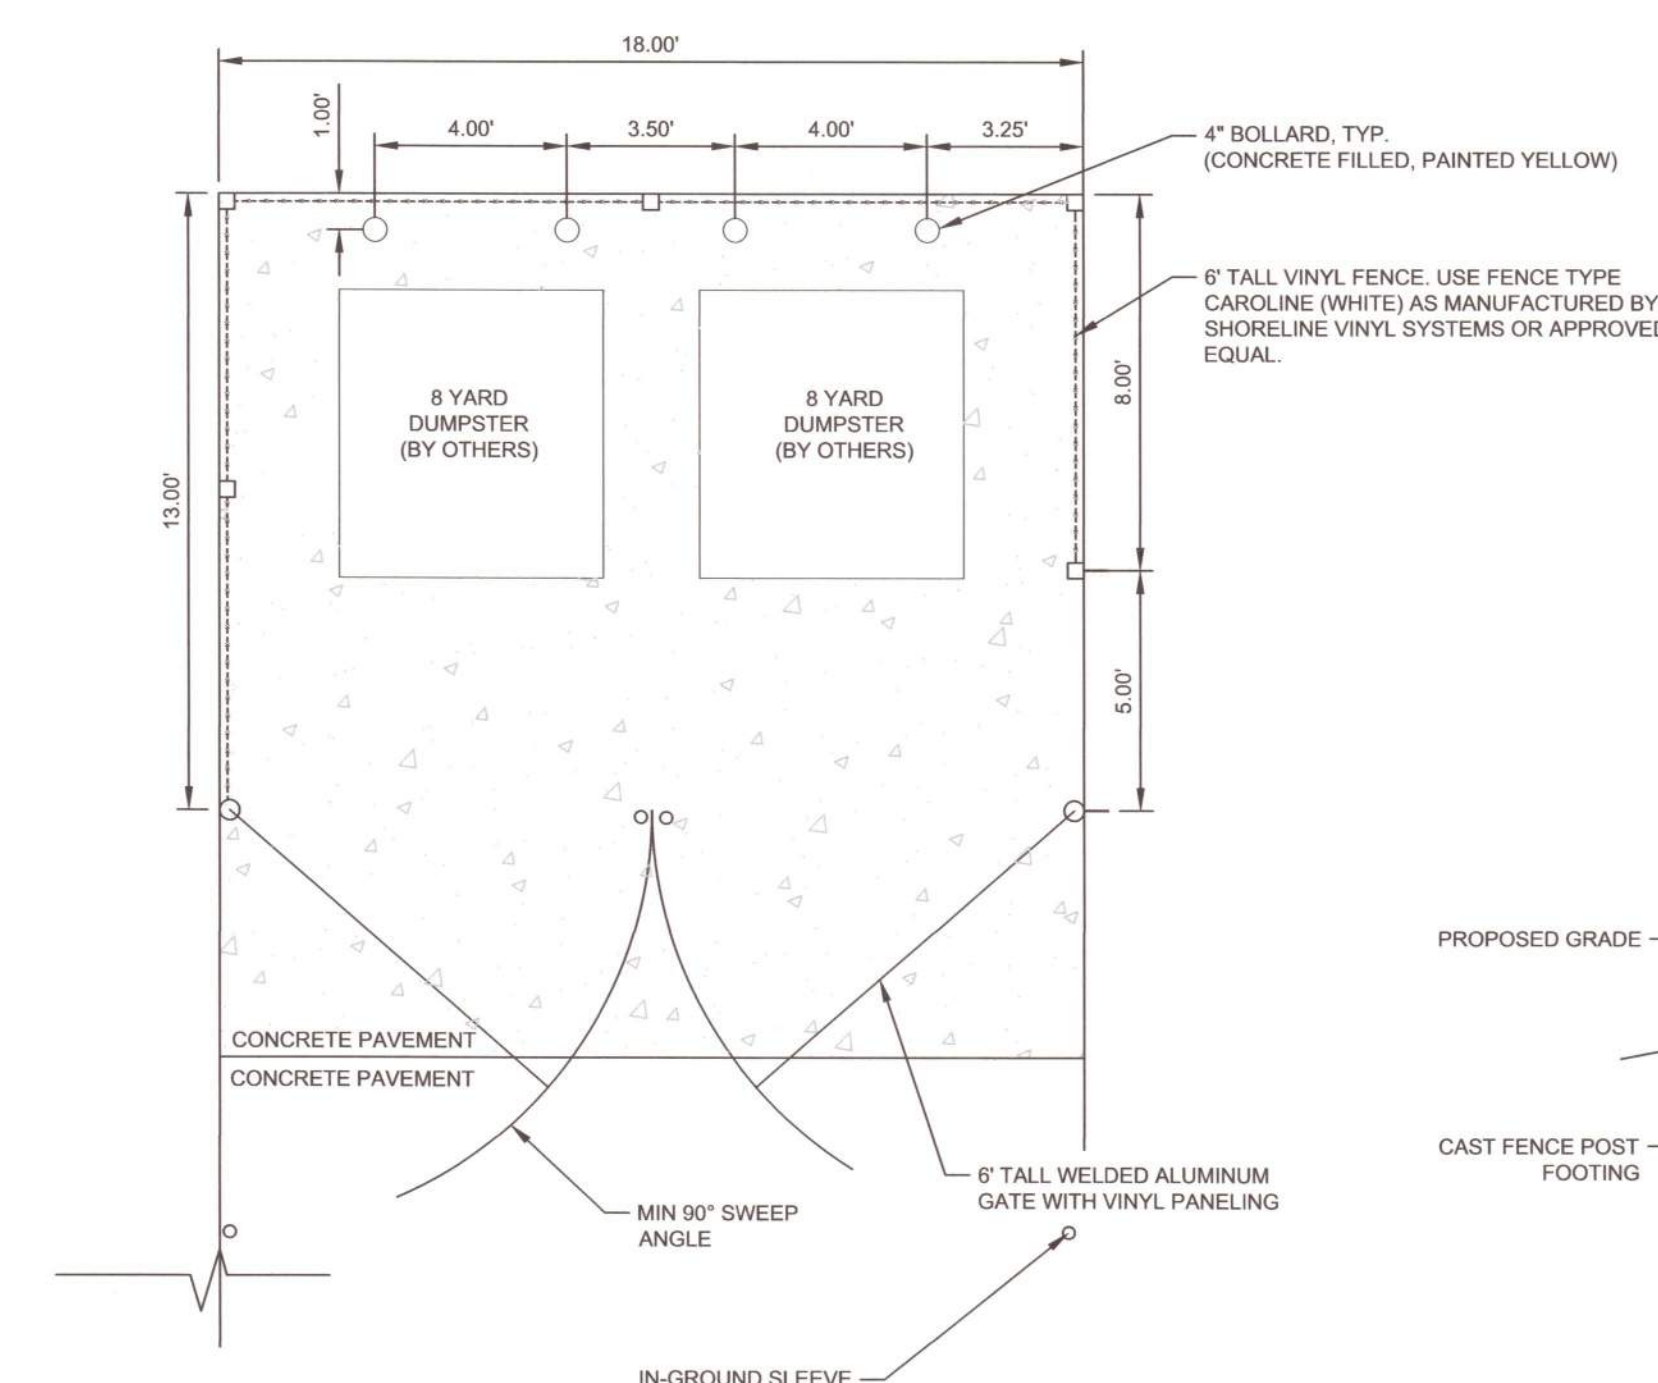 18.00'
1.00'
4.00'
3.50'
4.00'
3.25'
4" BOLLARD, TYP.
(CONCRETE FILLED, PAINTED YELLOW)
6' TALL VINYL FENCE. USE FENCE TYPE
CAROLINE (WHITE) AS MANUFACTURED BY
SHORELINE VINYL SYSTEMS OR APPROVED
EQUAL.
8 YARD
DUMPSTER
(BY OTHERS)
8 YARD
DUMPSTER
(BY OTHERS)
8.00'
13.00'
5.00'
PROPOSED GRADE
CONCRETE PAVEMENT
CONCRETE PAVEMENT
CAST FENCE POST
FOOTING
6' TALL WELDED ALUMINUM
GATE WITH VINYL PANELING
MIN 90° SWEEP
ANGLE
IN-GROUND SLEEVE